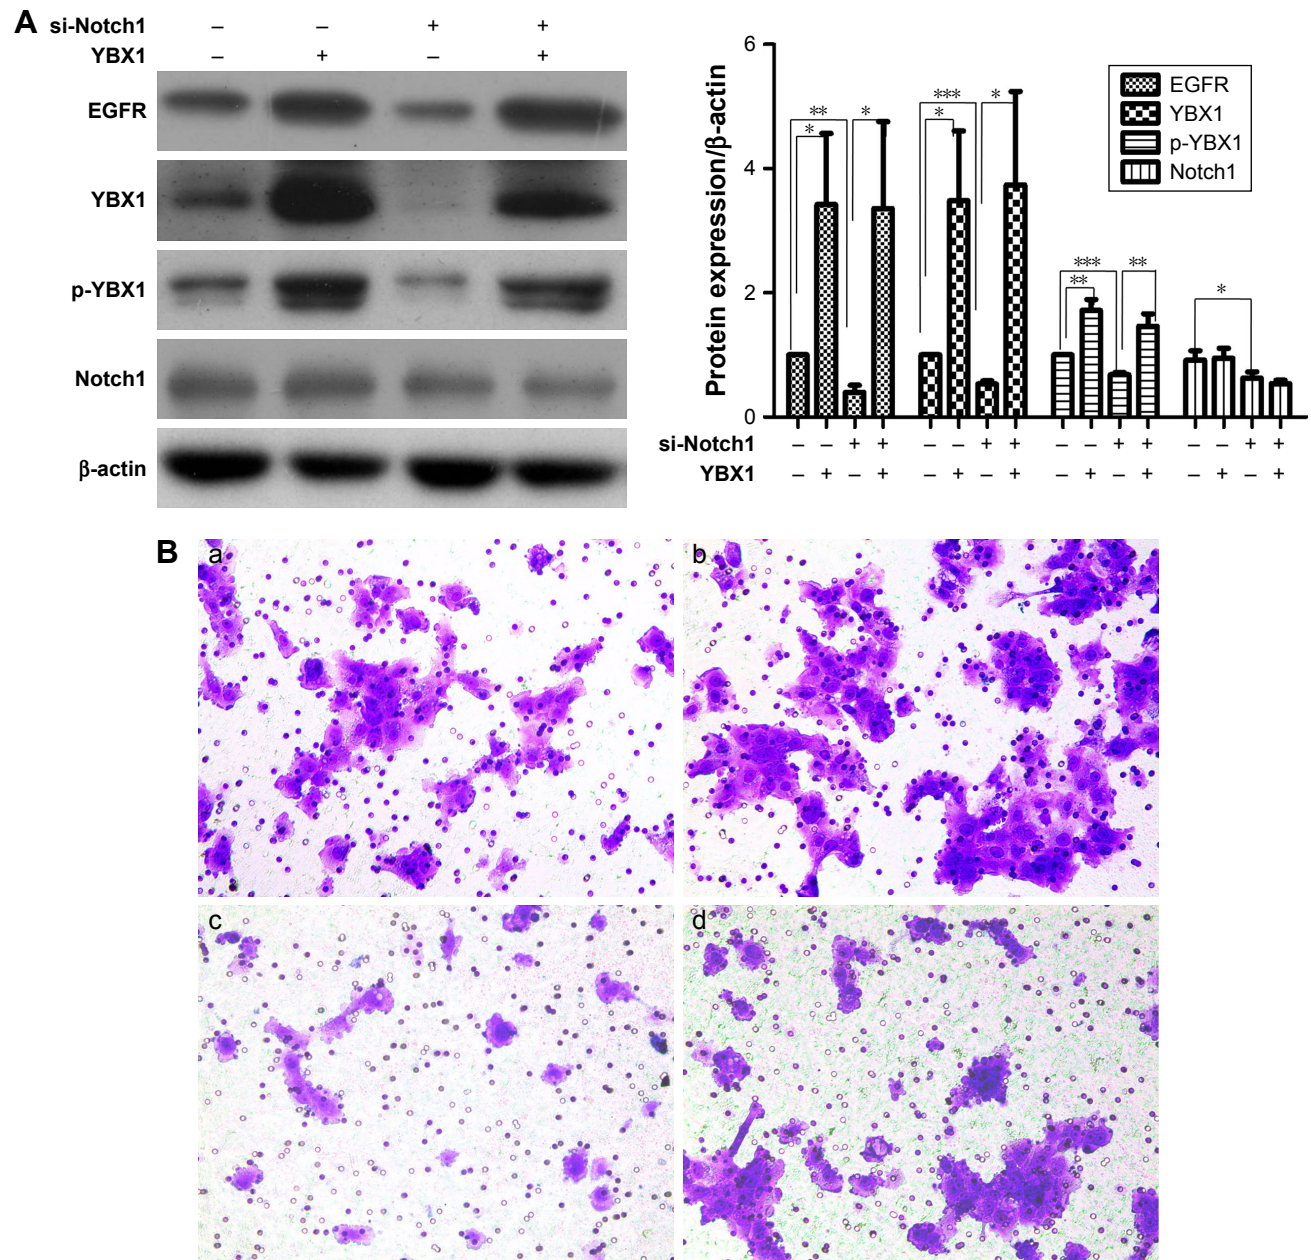 A si-Notch1 – – + +
YBX1 – + – +
EGFR
YBX1
p-YBX1
Notch1
β-actin
Protein expression/β-actin
6
4
2
0
EGFR
YBX1
p-YBX1
Notch1
** * * *** * * *** ** ** *
si-Notch1 – – + + – – + + – – + + – – + +
YBX1 – + – + – + – + – + – + – + – +
B
a
b
c
d